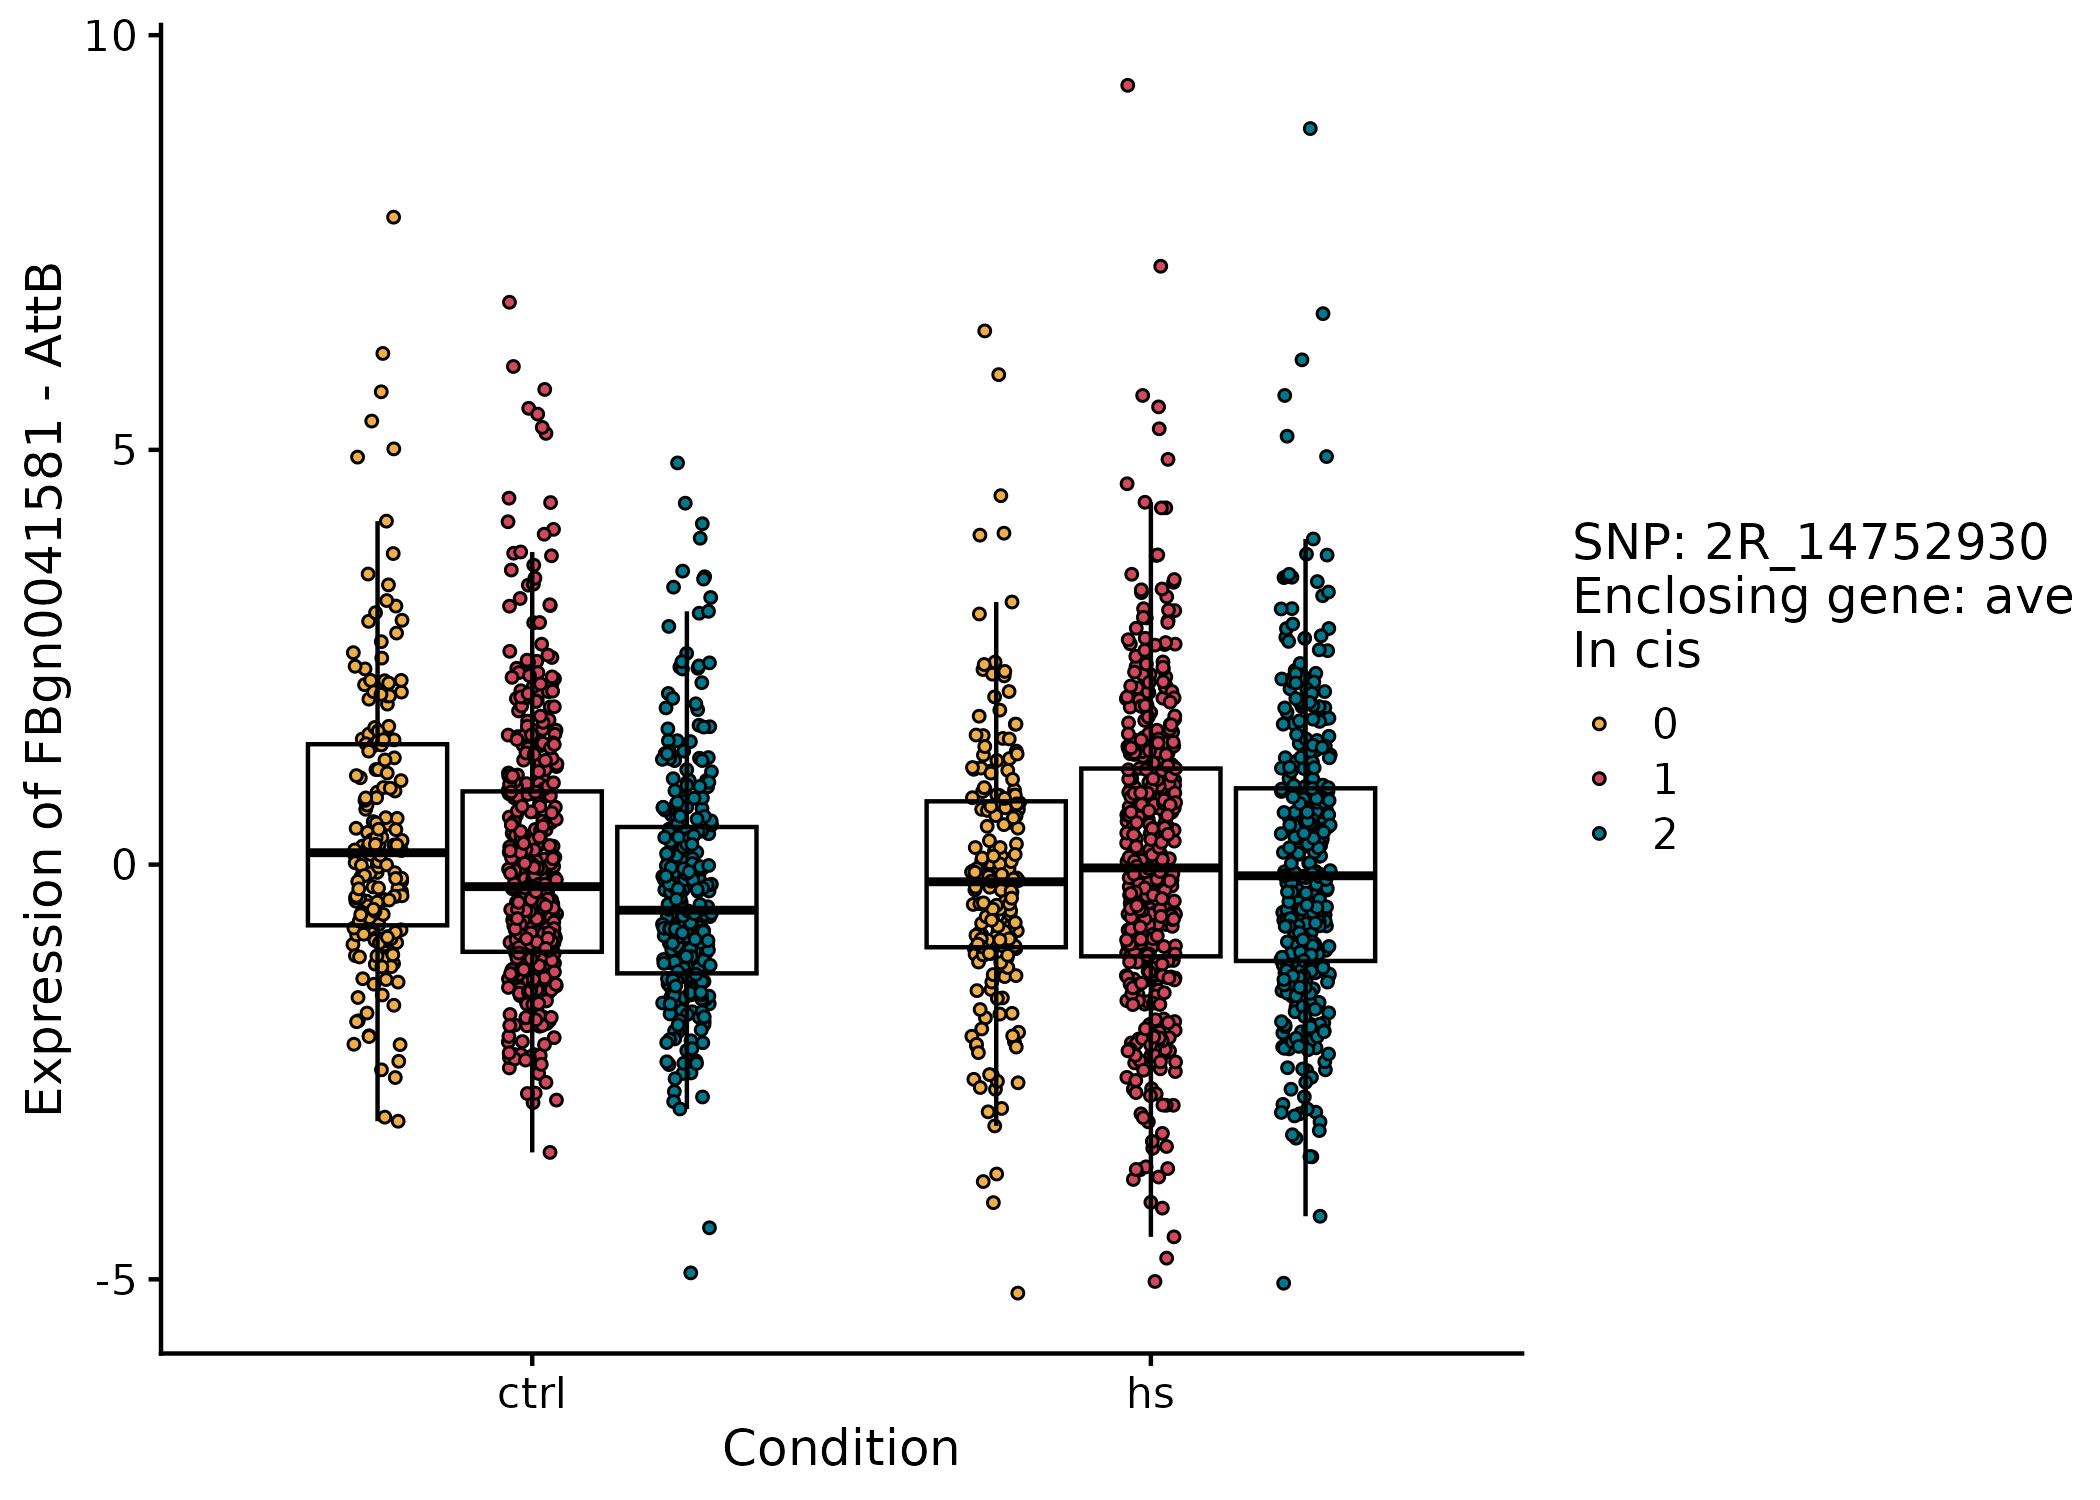 10
5
0
-5
Expression of FBgn0041581 - AttB
ctrl
hs
Condition
SNP: 2R_14752930
Enclosing gene: ave
In cis
0
1
2